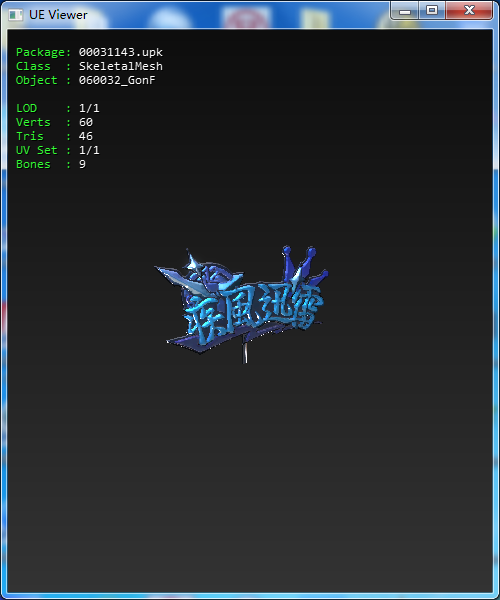 UE Viewer
Package: 00031143.upk
Class : SkeletalMesh
Object : 060032_GonF
LOD : 1/1
Verts : 60
Tris : 46
UV Set : 1/1
Bones : 9
疾風迅雷